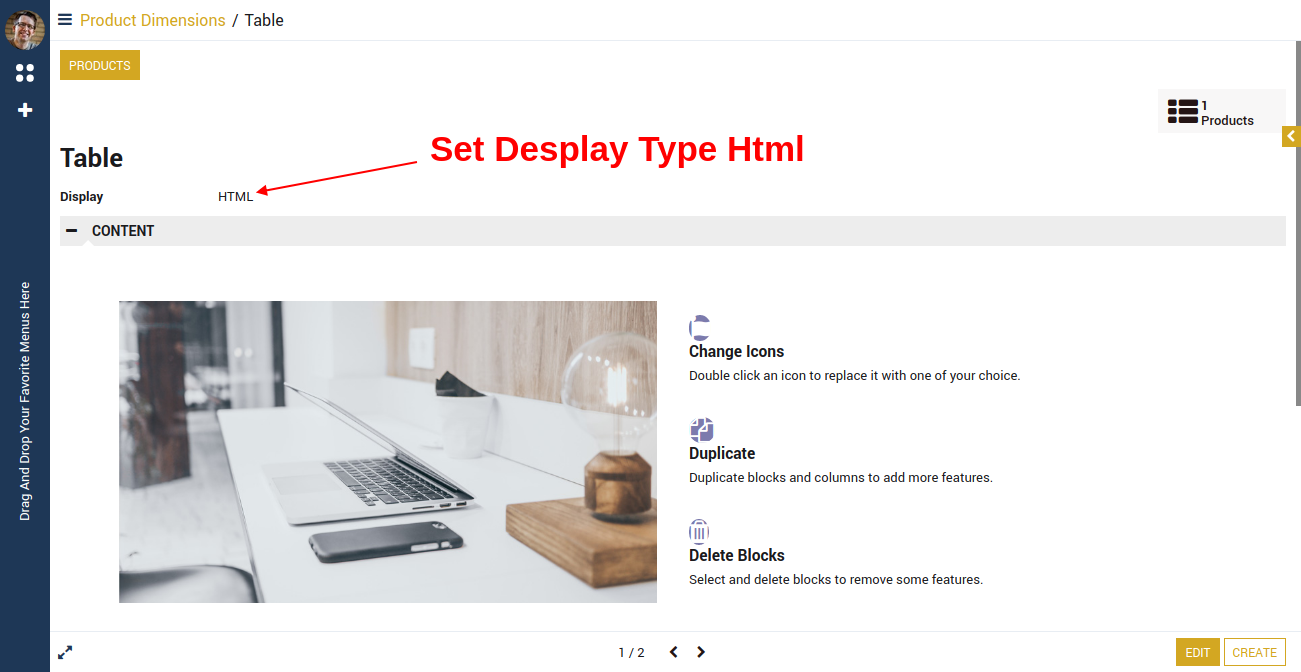 Product Dimensions / Table
PRODUCTS
1
Products
Set Desplay Type Html
Table
Display HTML
CONTENT
Drag And Drop Your Favorite Menus Here
Change Icons
Double click an icon to replace it with one of your choice.
Duplicate
Duplicate blocks and columns to add more features.
Delete Blocks
Select and delete blocks to remove some features.
1 / 2
EDIT CREATE